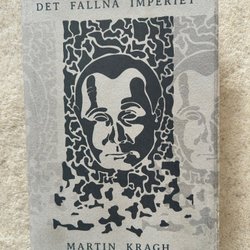 DET FALLNA IMPERIET
MARTIN KRAGH